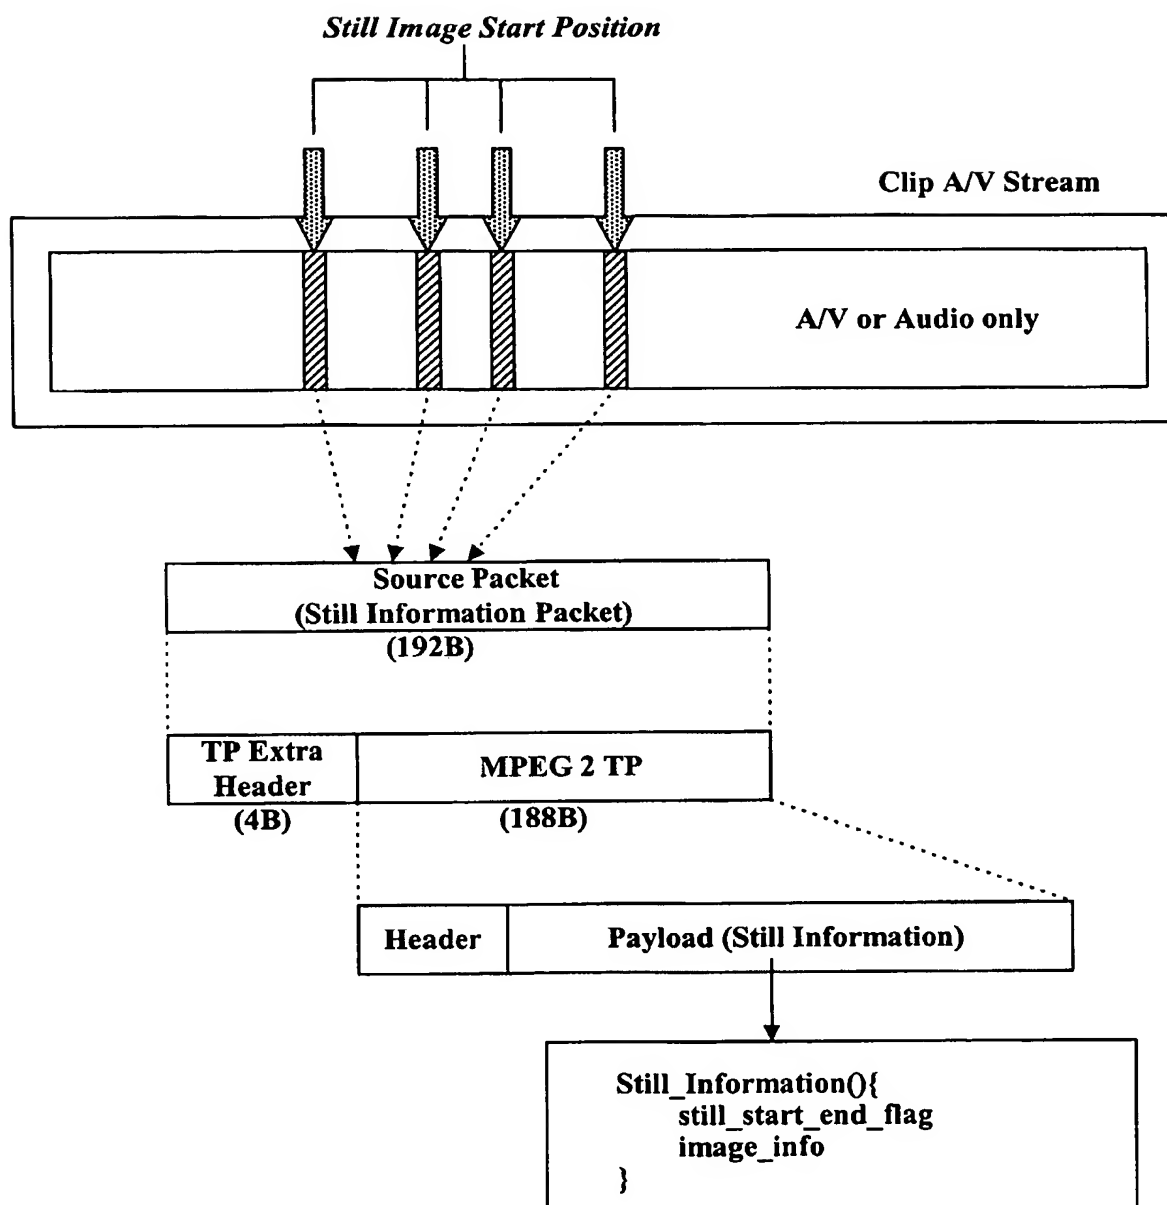 Still Image Start Position
Clip A/V Stream
A/V or Audio only
Source Packet
(Still Information Packet)
(192B)
TP Extra
Header
MPEG 2 TP
(4B)
(188B)
Header
Payload (Still Information)
Still_Information(){
still_start_end_flag
image_info
}